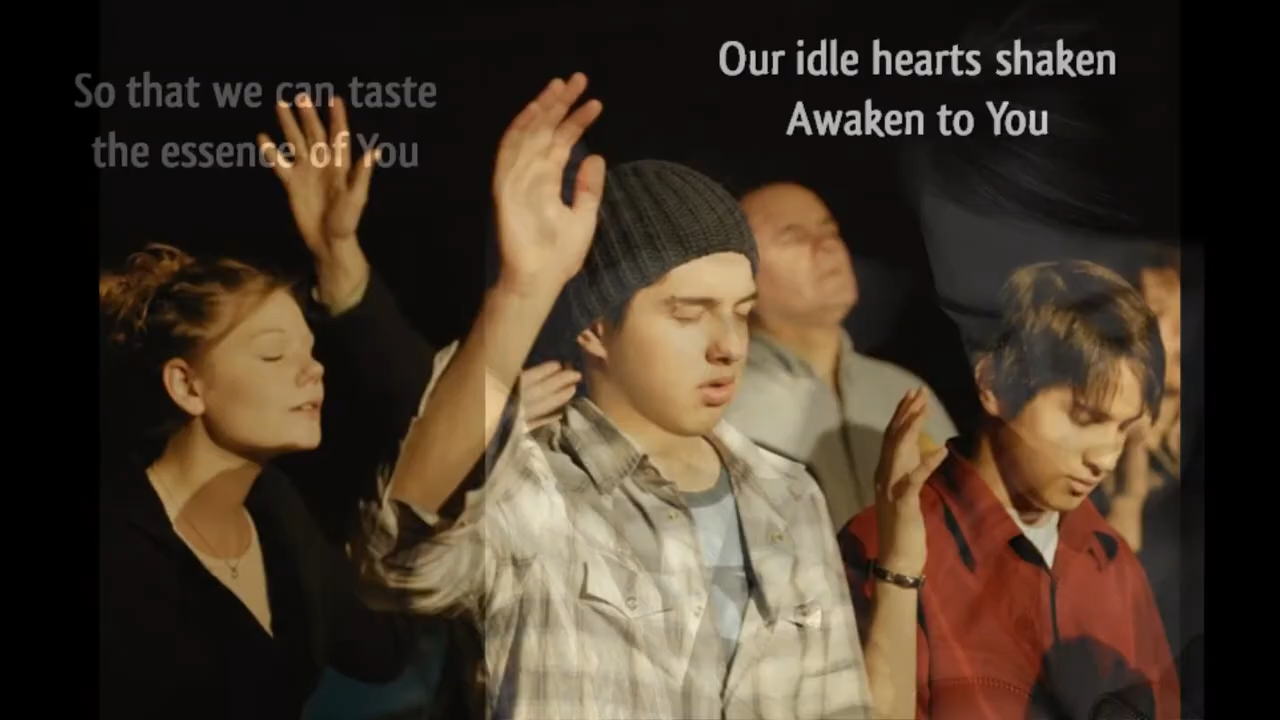 So that we can taste
the essence of You
Our idle hearts shaken
Awaken to You